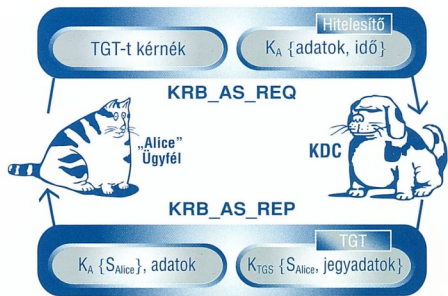 Hitelesítő
TGT-t kérnék
K_A {adatok, idő}
KRB_AS_REQ
„Alice”
Ügyfél
KDC
KRB_AS_REP
TGT
K_A {S_Alice}, adatok
K_TGS {S_Alice, jegyadatok}